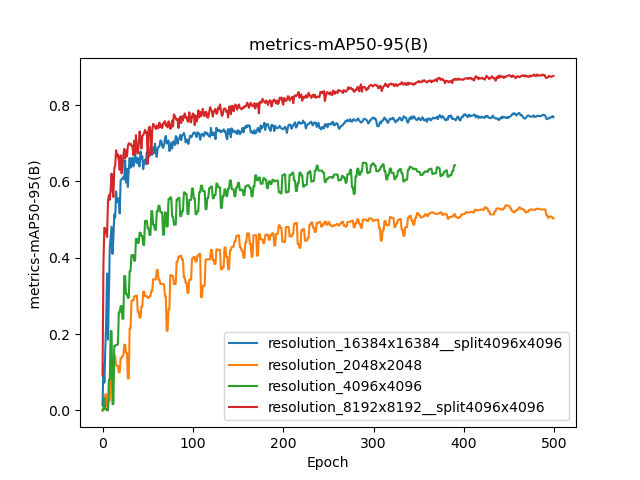 metrics-mAP50-95(B)
metrics-mAP50-95(B)
0.8
0.6
0.4
0.2
0.0
0 100 200 300 400 500
Epoch
resolution_16384x16384__split4096x4096
resolution_2048x2048
resolution_4096x4096
resolution_8192x8192__split4096x4096